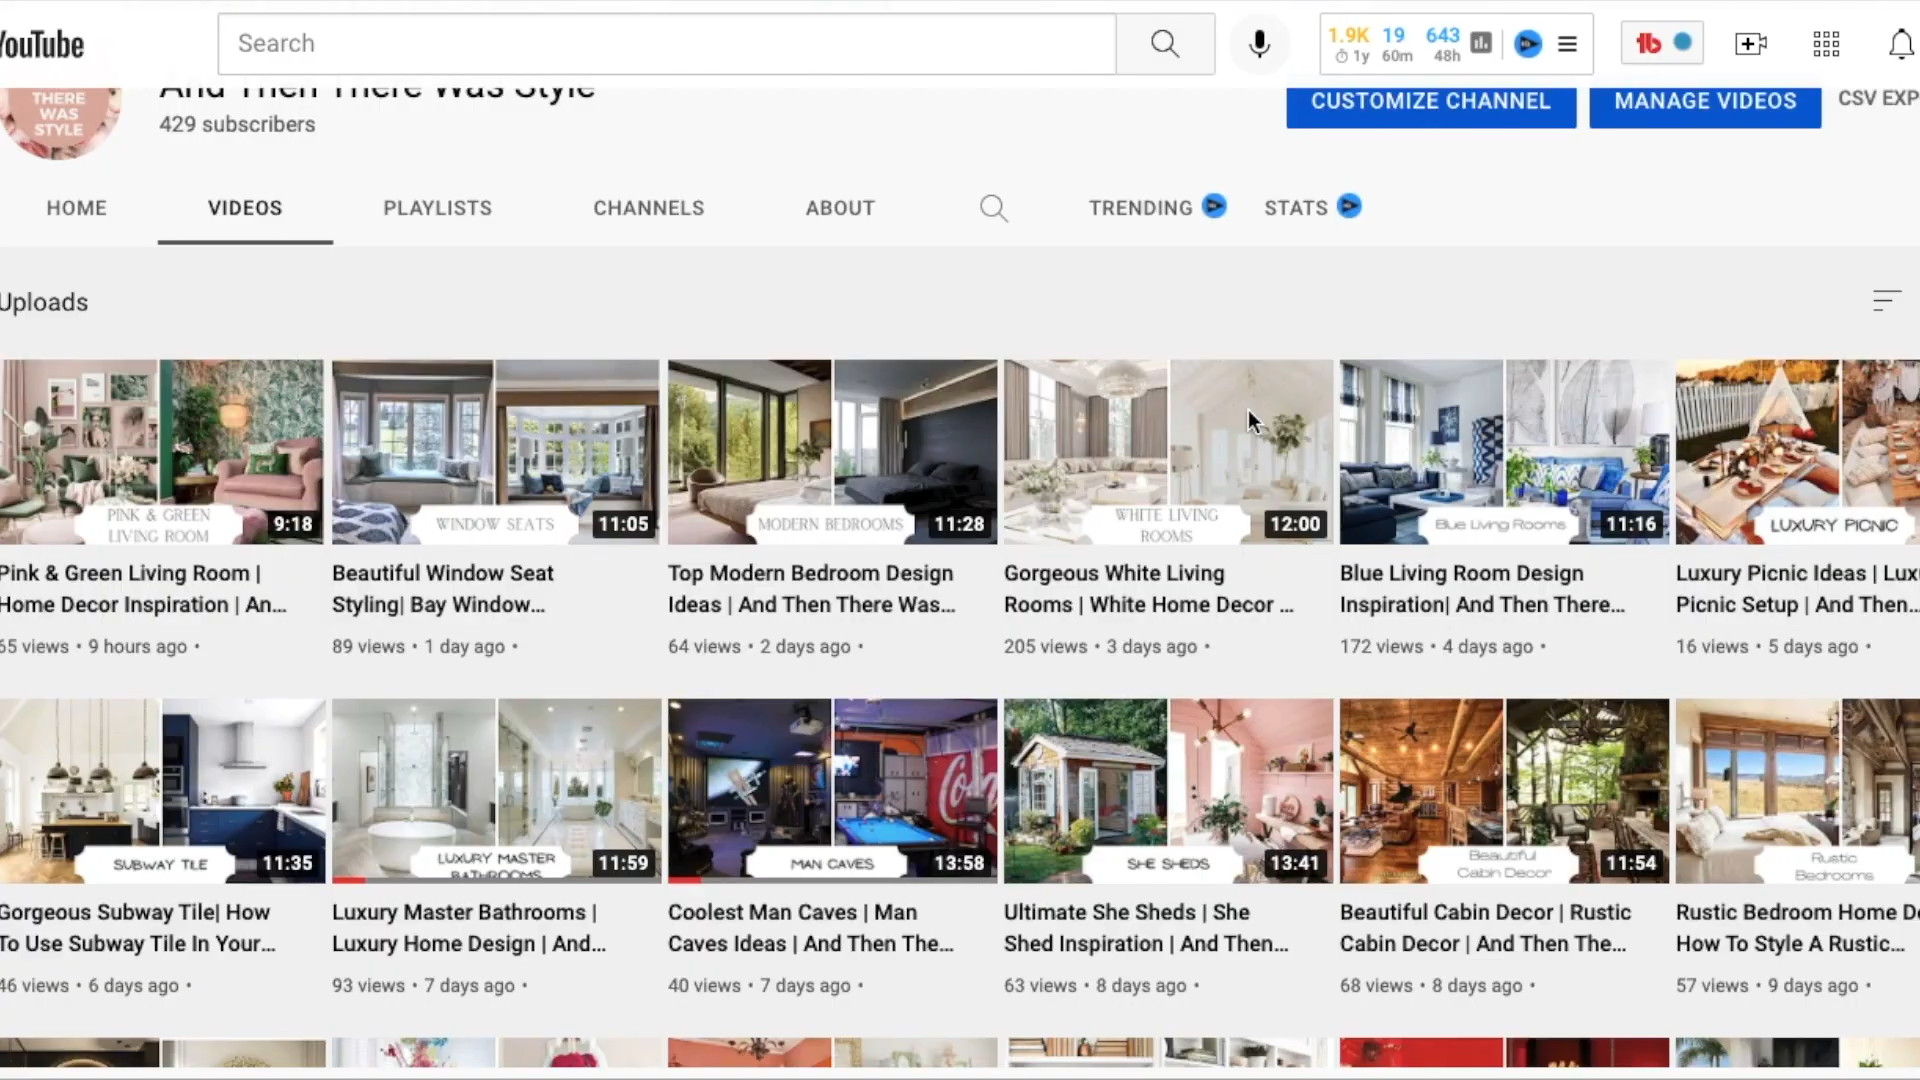 YouTube
Search
1.9K 19 643
1y 60m 48h
tb
THERE
WAS
STYLE
And Then There Was Style
429 subscribers
CUSTOMIZE CHANNEL
MANAGE VIDEOS
CSV EXP
HOME
VIDEOS
PLAYLISTS
CHANNELS
ABOUT
TRENDING
STATS
Uploads
PINK & GREEN
LIVING ROOM
9:18
WINDOW SEATS
11:05
MODERN BEDROOMS
11:28
WHITE LIVING
ROOMS
12:00
Blue Living Rooms
11:16
LUXURY PICNIC
Pink & Green Living Room |
Home Decor Inspiration | An...
65 views • 9 hours ago •
Beautiful Window Seat
Styling| Bay Window...
89 views • 1 day ago •
Top Modern Bedroom Design
Ideas | And Then There Was...
64 views • 2 days ago •
Gorgeous White Living
Rooms | White Home Decor ...
205 views • 3 days ago •
Blue Living Room Design
Inspiration| And Then There...
172 views • 4 days ago •
Luxury Picnic Ideas | Lux
Picnic Setup | And Then...
16 views • 5 days ago •
SUBWAY TILE
11:35
LUXURY MASTER
BATHROOMS
11:59
MAN CAVES
13:58
Co
SHE SHEDS
13:41
Beautiful
Cabin Decor
11:54
Rustic
Bedrooms
Gorgeous Subway Tile| How
To Use Subway Tile In Your...
46 views • 6 days ago •
Luxury Master Bathrooms |
Luxury Home Design | And...
93 views • 7 days ago •
Coolest Man Caves | Man
Caves Ideas | And Then The...
40 views • 7 days ago •
Ultimate She Sheds | She
Shed Inspiration | And Then...
63 views • 8 days ago •
Beautiful Cabin Decor | Rustic
Cabin Decor | And Then The...
68 views • 8 days ago •
Rustic Bedroom Home D
How To Style A Rustic...
57 views • 9 days ago •